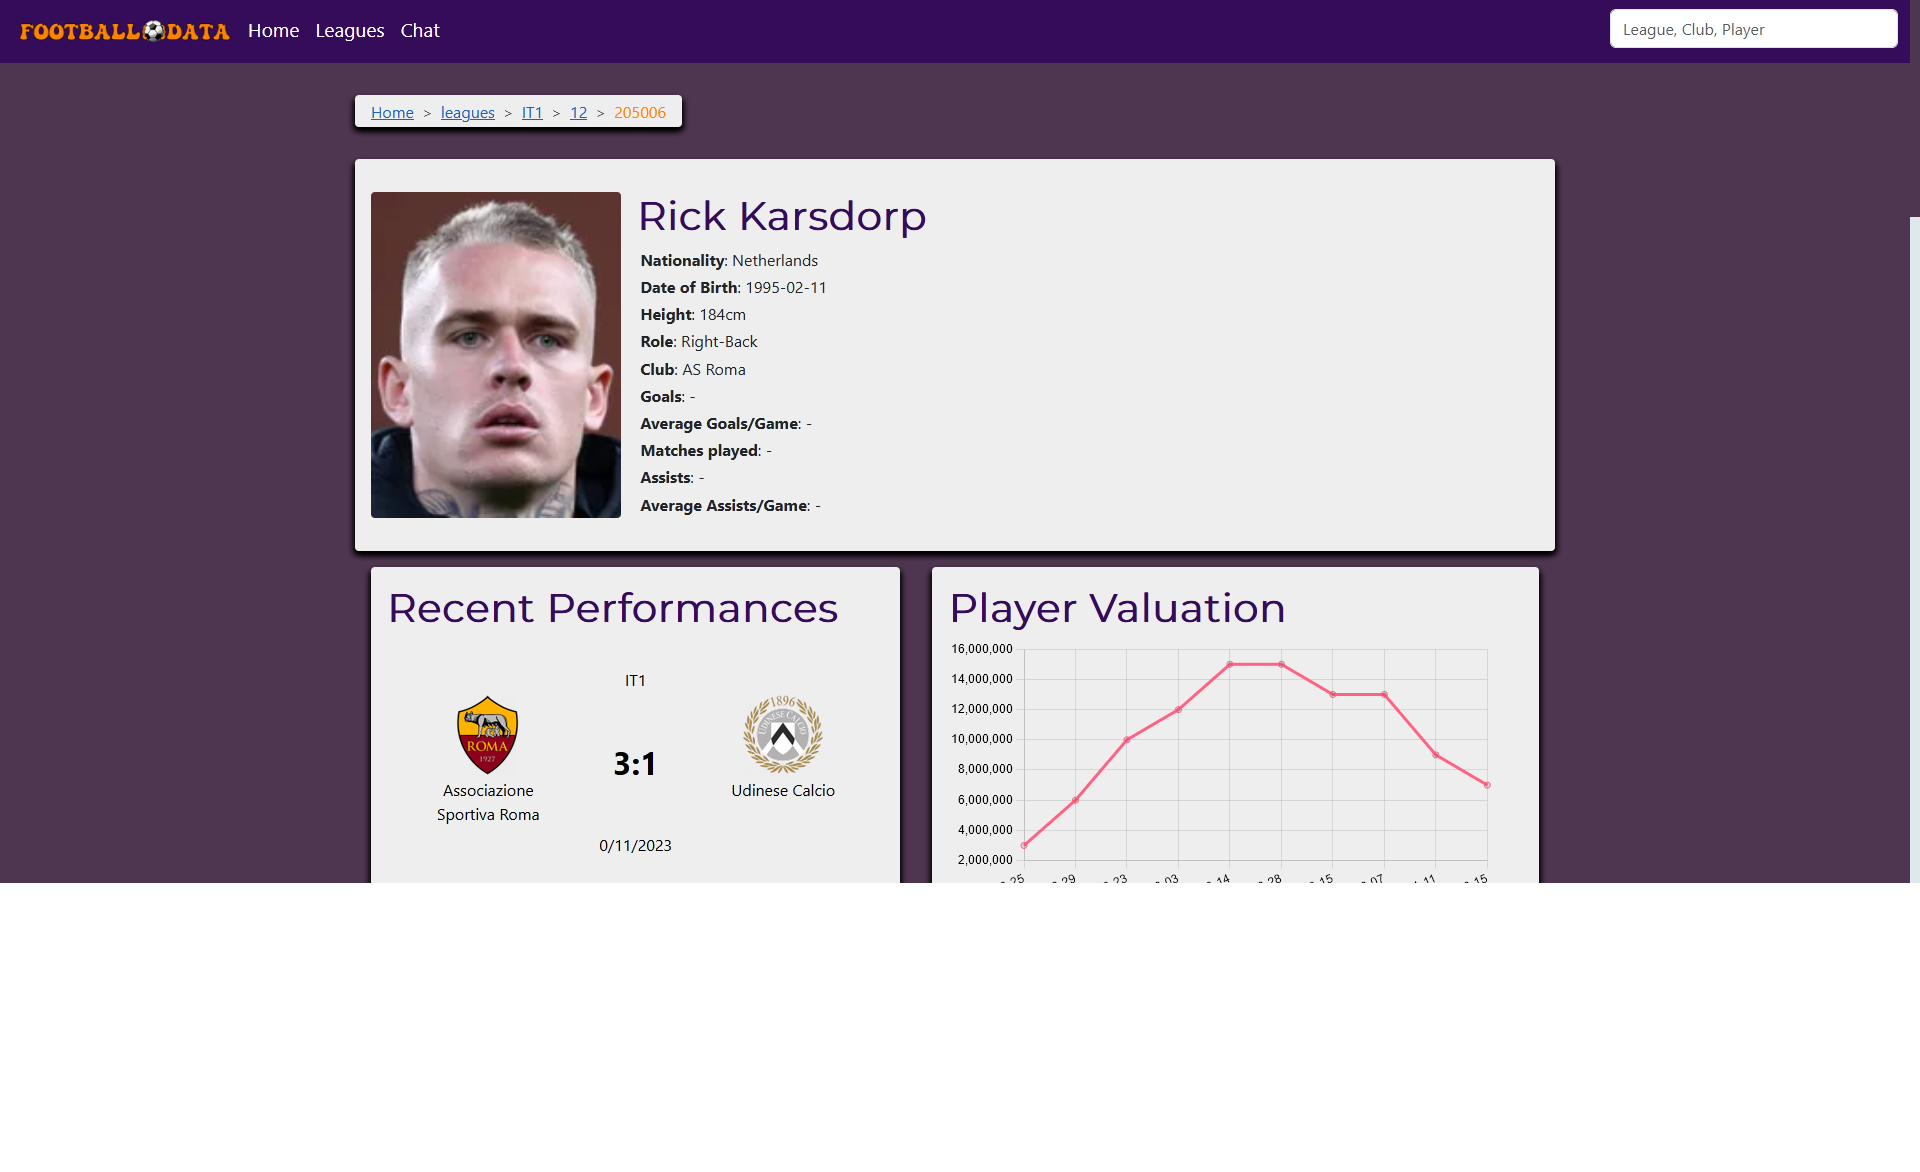 FOOTBALL DATA Home Leagues Chat League, Club, Player
Home > leagues > IT1 > 12 > 205006
Rick Karsdorp
Nationality: Netherlands
Date of Birth: 1995-02-11
Height: 184cm
Role: Right-Back
Club: AS Roma
Goals: -
Average Goals/Game: -
Matches played: -
Assists: -
Average Assists/Game: -
Recent Performances
IT1
ROMA
1927
Associazione
Sportiva Roma
3:1
1896
UDINESE CALCIO
Udinese Calcio
0/11/2023
Player Valuation
16,000,000
14,000,000
12,000,000
10,000,000
8,000,000
6,000,000
4,000,000
2,000,000